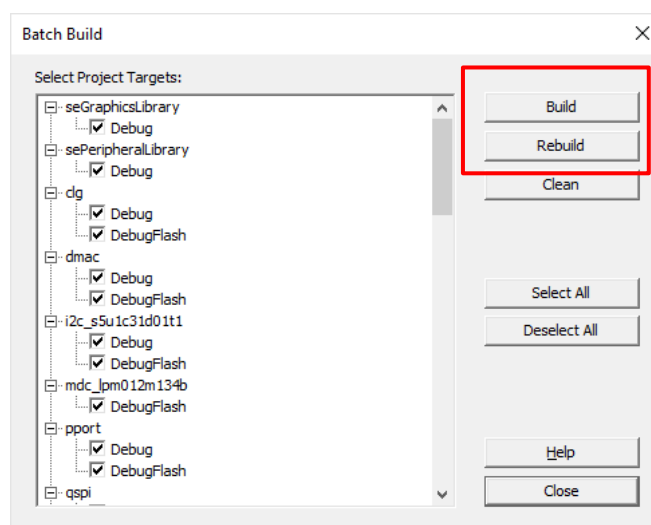 Batch Build
Select Project Targets:
seGraphicsLibrary
Debug
sePeripheralLibrary
Debug
clg
Debug
DebugFlash
dmac
Debug
DebugFlash
i2c_s5u1c31d01t1
Debug
DebugFlash
mdc_lpm012m134b
DebugFlash
pport
Debug
DebugFlash
qspi
Build
Rebuild
Clean
Select All
Deselect All
Help
Close